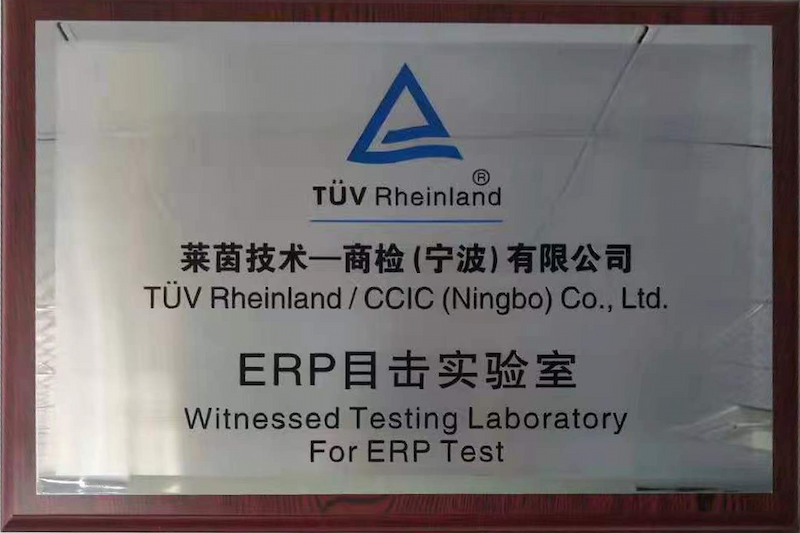 ®
TÜV Rheinland
莱茵技术—商检(宁波)有限公司
TÜV Rheinland / CCIC (Ningbo) Co., Ltd.
ERP目击实验室
Witnessed Testing Laboratory
For ERP Test